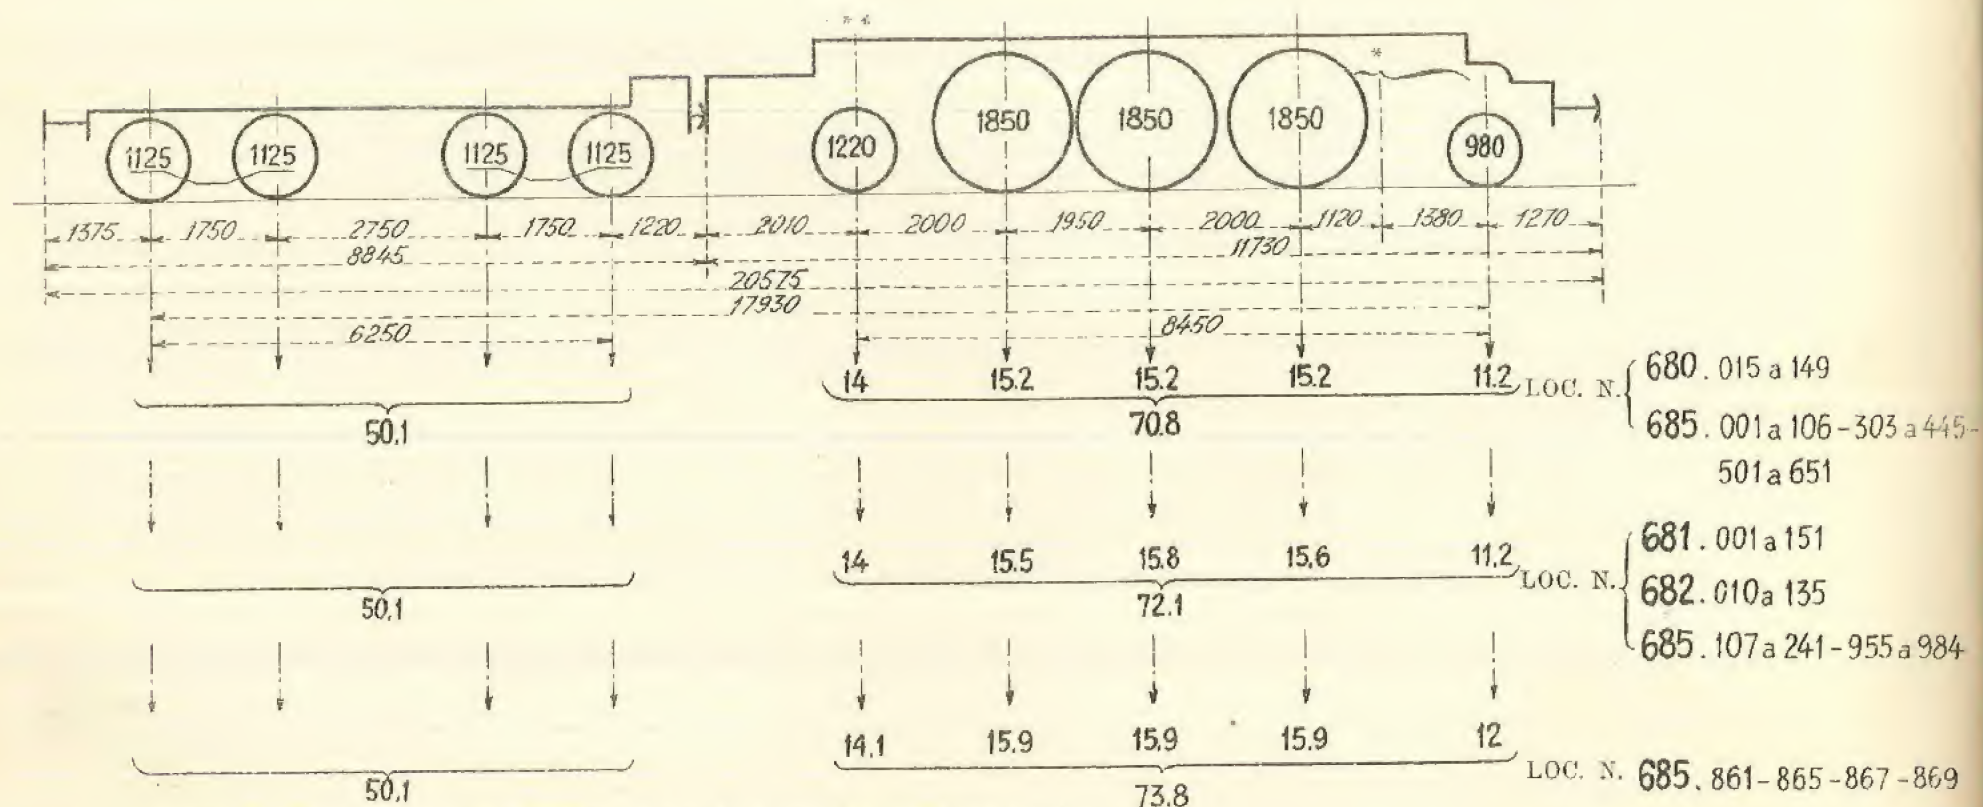 * *
*
1125 1125 1125 1125 1220 1850 1850 1850 980
1375 1750 2750 1750 1220 2010 2000 1950 2000 1120 1380 1270
8845 11730
20575
17930
6250 8450
14 15.2 15.2 15.2 11.2
50.1 70.8
LOC. N.
680. 015 a 149
685. 001 a 106-303 a 445-
501 a 651
14 15.5 15.8 15.6 11.2
50.1 72.1
LOC. N.
681. 001 a 151
682. 010 a 135
685. 107 a 241-955 a 984
14.1 15.9 15.9 15.9 12
50.1 73.8
LOC. N. 685. 861-865-867-869